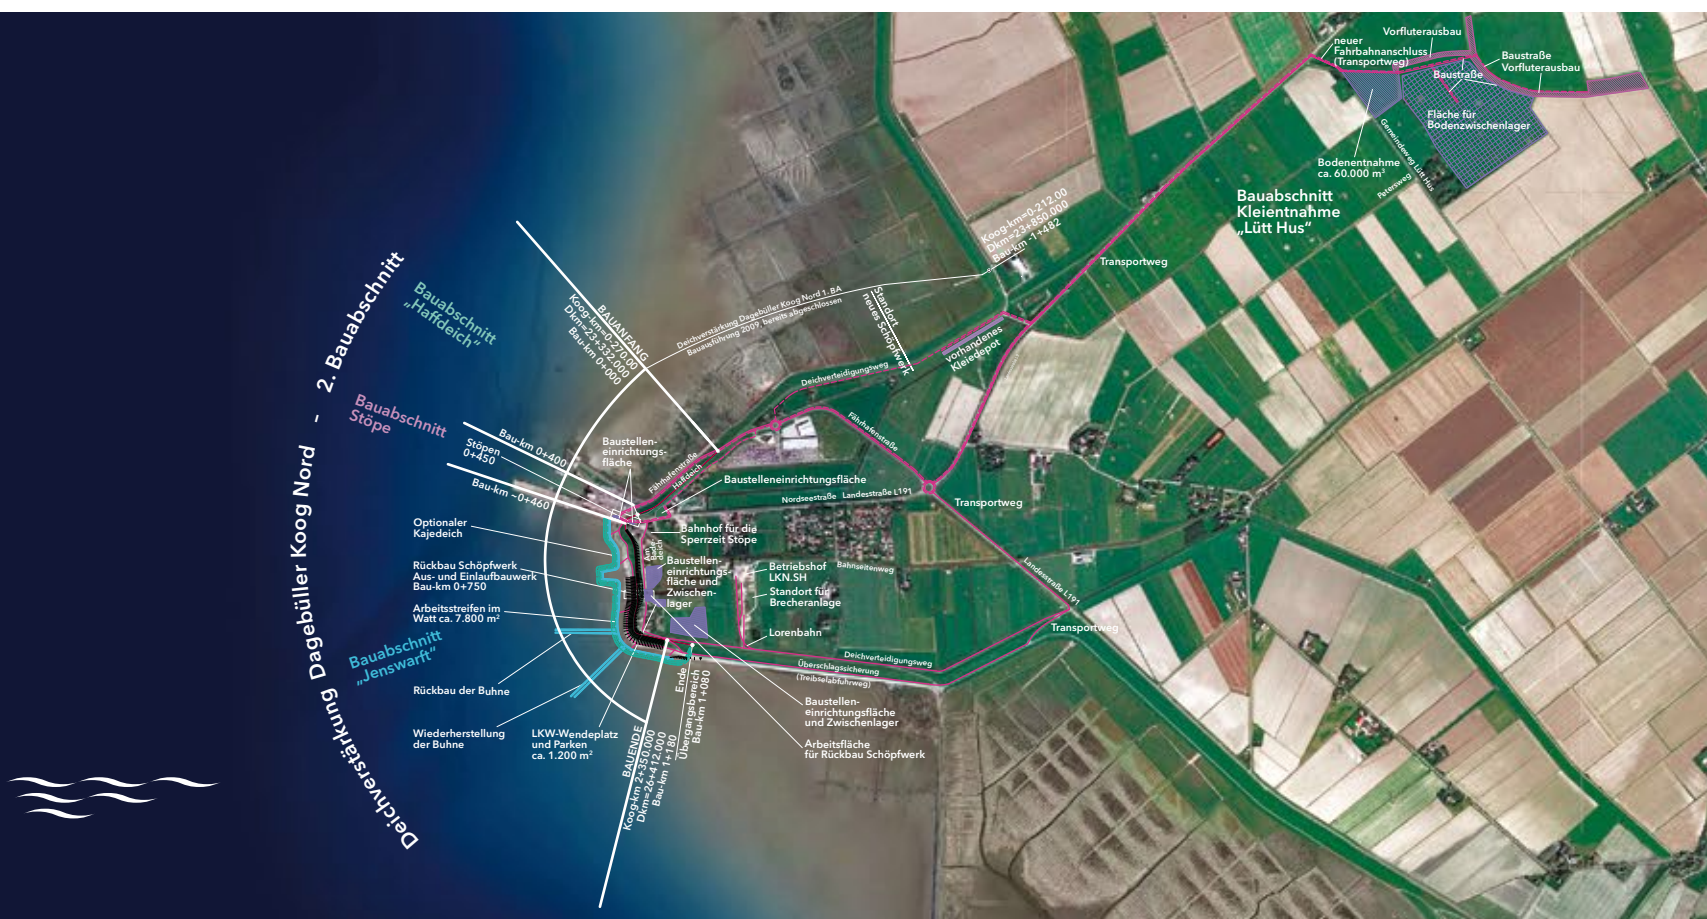 Deichverstärkung Dagebüller Koog Nord - 2. Bauabschnitt
Bauabschnitt
„Haffdeich“
Bauabschnitt
Stöpe
Bauabschnitt
„Jenswarft“
BAUANFANG
Koog-km=0-270.00
Dkm=23+332.000
Bau-km 0+000
Bau-km 0+400
Stöpen
0+450
Bau-km ~0+460
Optionaler
Kajedeich
Rückbau Schöpfwerk
Aus- und Einlaufbauwerk
Bau-km 0+750
Arbeitsstreifen im
Watt ca. 7.800 m²
Rückbau der Buhne
Wiederherstellung
der Buhne
LKW-Wendeplatz
und Parken
ca. 1.200 m²
BAUENDE
Koog-km 2+350.000
Dkm=26+412.000
Bau-km 1+180
Ende
Übergangsbereich
Bau-km 1+080
Baustellen-
einrichtungs-
fläche
Fährhafenstraße
Haffdeich
Baustelleneinrichtungsfläche
Bahnhof für die
Sperrzeit Stöpe
Am
Bade-
deich
Baustellen-
einrichtungs-
fläche und
Zwischen-
lager
Betriebshof
LKN.SH
Standort für
Brecheranlage
Lorenbahn
Bahnseitenweg
Nordseestraße Landesstraße L191
Deichverteidigungsweg
Überschlagssicherung
(Treibselabfuhrweg)
Baustellen-
einrichtungsfläche
und Zwischenlager
Arbeitsfläche
für Rückbau Schöpfwerk
Deichverstärkung Dagebüller Koog Nord 1. BA
Bauausführung 2009, bereits abgeschlossen
Koog-km=0-212.00
Dkm=23+850.000
Bau-km -1+482
Standort
neues Schöpfwerk
vorhandenes
Kleiedepot
Deichverteidigungsweg
Fährhafenstraße
Transportweg
Landesstraße L191
Transportweg
Transportweg
Bauabschnitt
Kleientnahme
„Lütt Hus“
Bodenentnahme
ca. 60.000 m³
Gemeindeweg Lütt Hus
Petersweg
neuer
Fahrbahnanschluss
(Transportweg)
Vorfluterausbau
Baustraße
Baustraße
Vorfluterausbau
Fläche für
Bodenzwischenlager